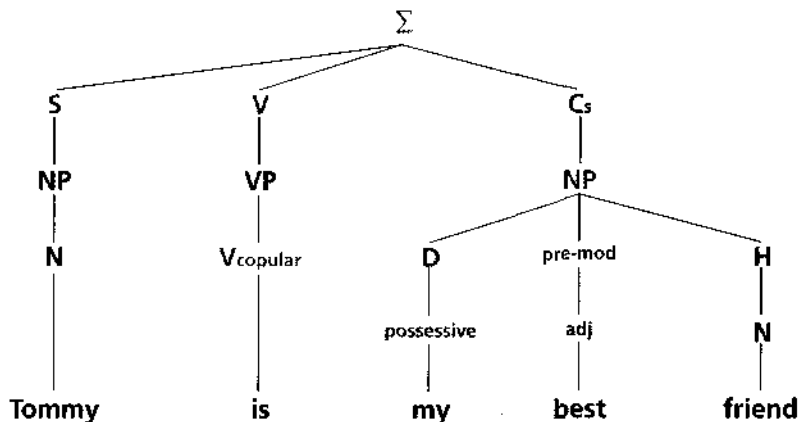 Σ
S V Cs
NP VP NP
N Vcopular D pre-mod H
possessive adj N
Tommy is my best friend